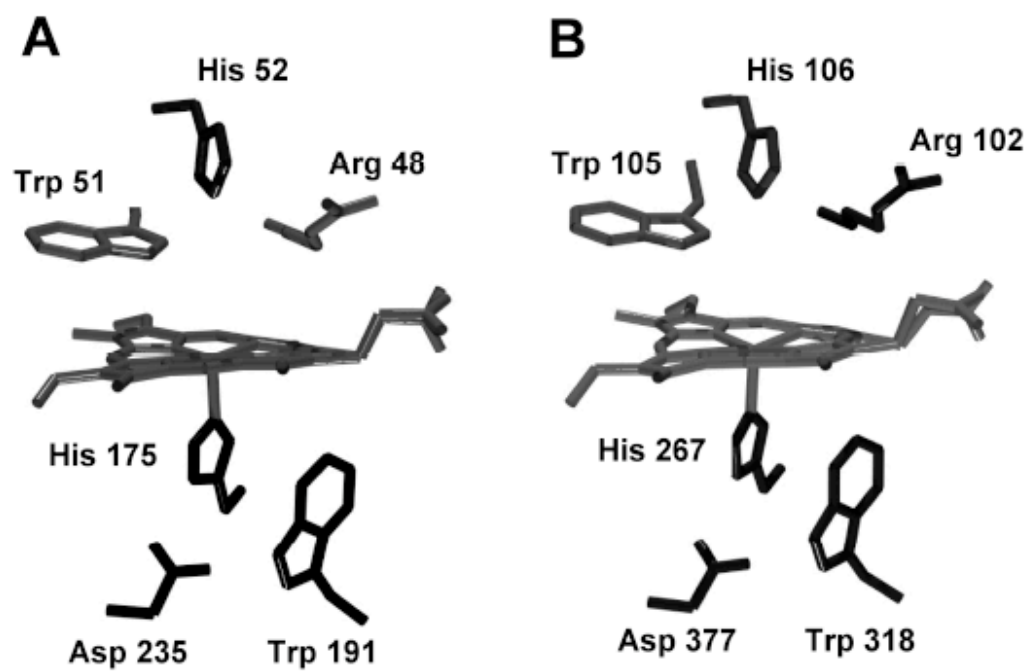 A
B
His 52
His 106
Arg 48
Arg 102
Trp 51
Trp 105
His 175
His 267
Asp 235
Trp 191
Asp 377
Trp 318